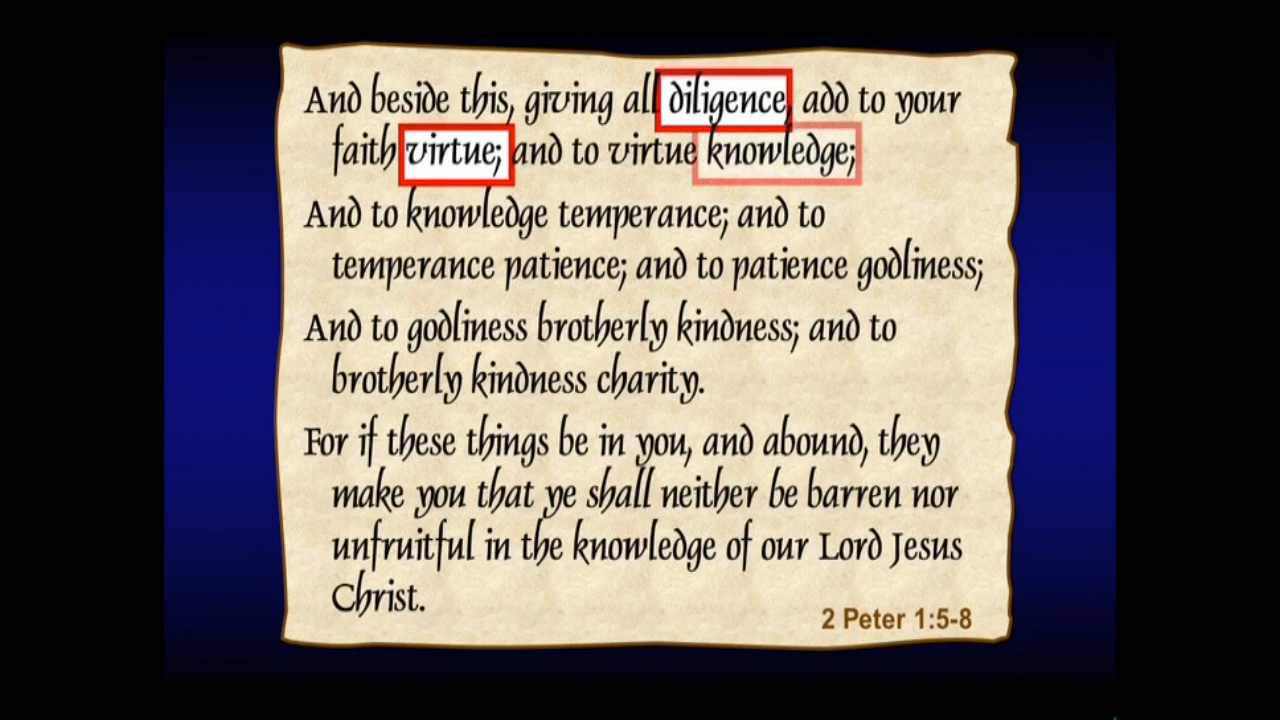 And beside this, giving all diligence, add to your
faith virtue; and to virtue knowledge;
And to knowledge temperance; and to
temperance patience; and to patience godliness;
And to godliness brotherly kindness; and to
brotherly kindness charity.
For if these things be in you, and abound, they
make you that ye shall neither be barren nor
unfruitful in the knowledge of our Lord Jesus
Christ.
2 Peter 1:5-8